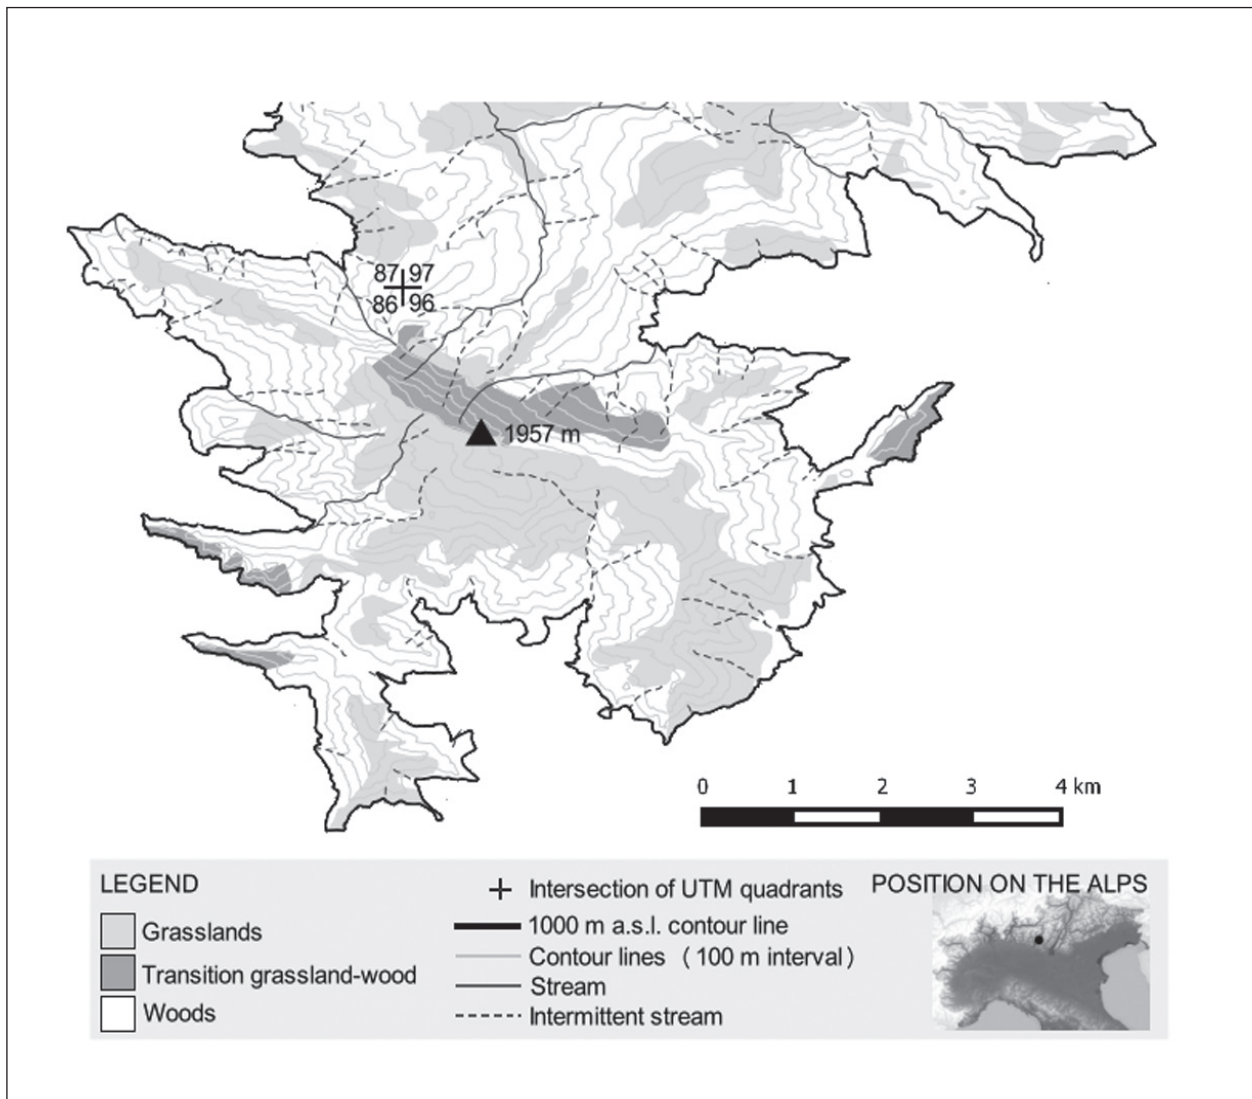 87 97
86 96
1957 m
0 1 2 3 4 km
LEGEND
Grasslands
Transition grassland-wood
Woods
Intersection of UTM quadrants
1000 m a.s.l. contour line
Contour lines ( 100 m interval )
Stream
Intermittent stream
POSITION ON THE ALPS